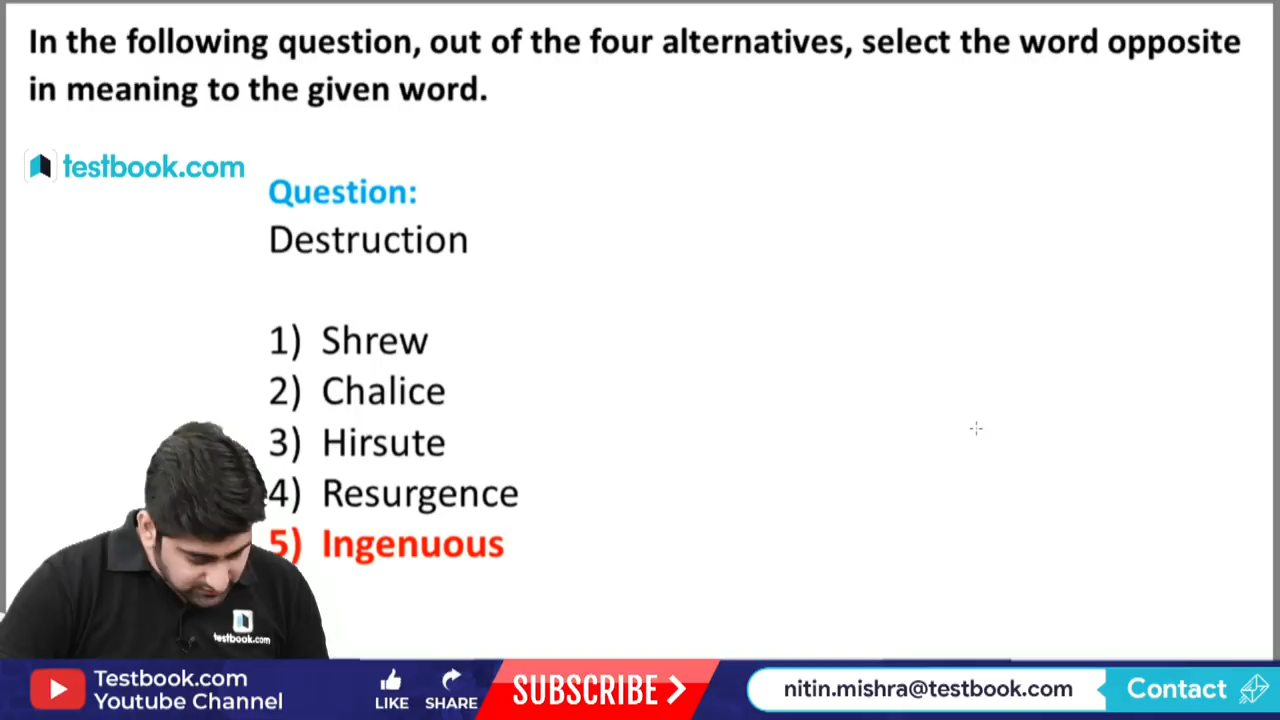 In the following question, out of the four alternatives, select the word opposite
in meaning to the given word.
testbook.com
Question:
Destruction
1) Shrew
2) Chalice
3) Hirsute
4) Resurgence
5) Ingenuous
testbook.com
Testbook.com
Youtube Channel
LIKE
SHARE
SUBSCRIBE
nitin.mishra@testbook.com
Contact